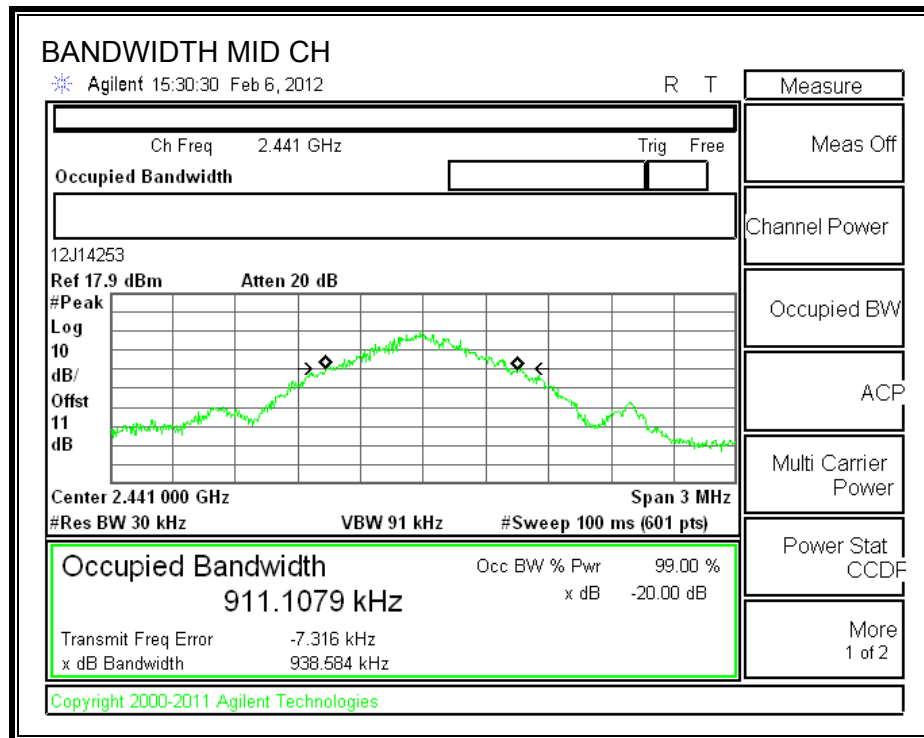 BANDWIDTH MID CH
Agilent 15:30:30 Feb 6, 2012 R T
Measure
Ch Freq 2.441 GHz Trig Free
Meas Off
Occupied Bandwidth
Channel Power
12J14253
Ref 17.9 dBm Atten 20 dB
#Peak
Log
10
dB/
Offst
11
dB
Occupied BW
ACP
Multi Carrier
Power
Center 2.441 000 GHz Span 3 MHz
#Res BW 30 kHz VBW 91 kHz #Sweep 100 ms (601 pts)
Occupied Bandwidth Occ BW % Pwr 99.00 %
911.1079 kHz x dB -20.00 dB
Transmit Freq Error -7.316 kHz
x dB Bandwidth 938.584 kHz
Power Stat
CCDF
More
1 of 2
Copyright 2000-2011 Agilent Technologies